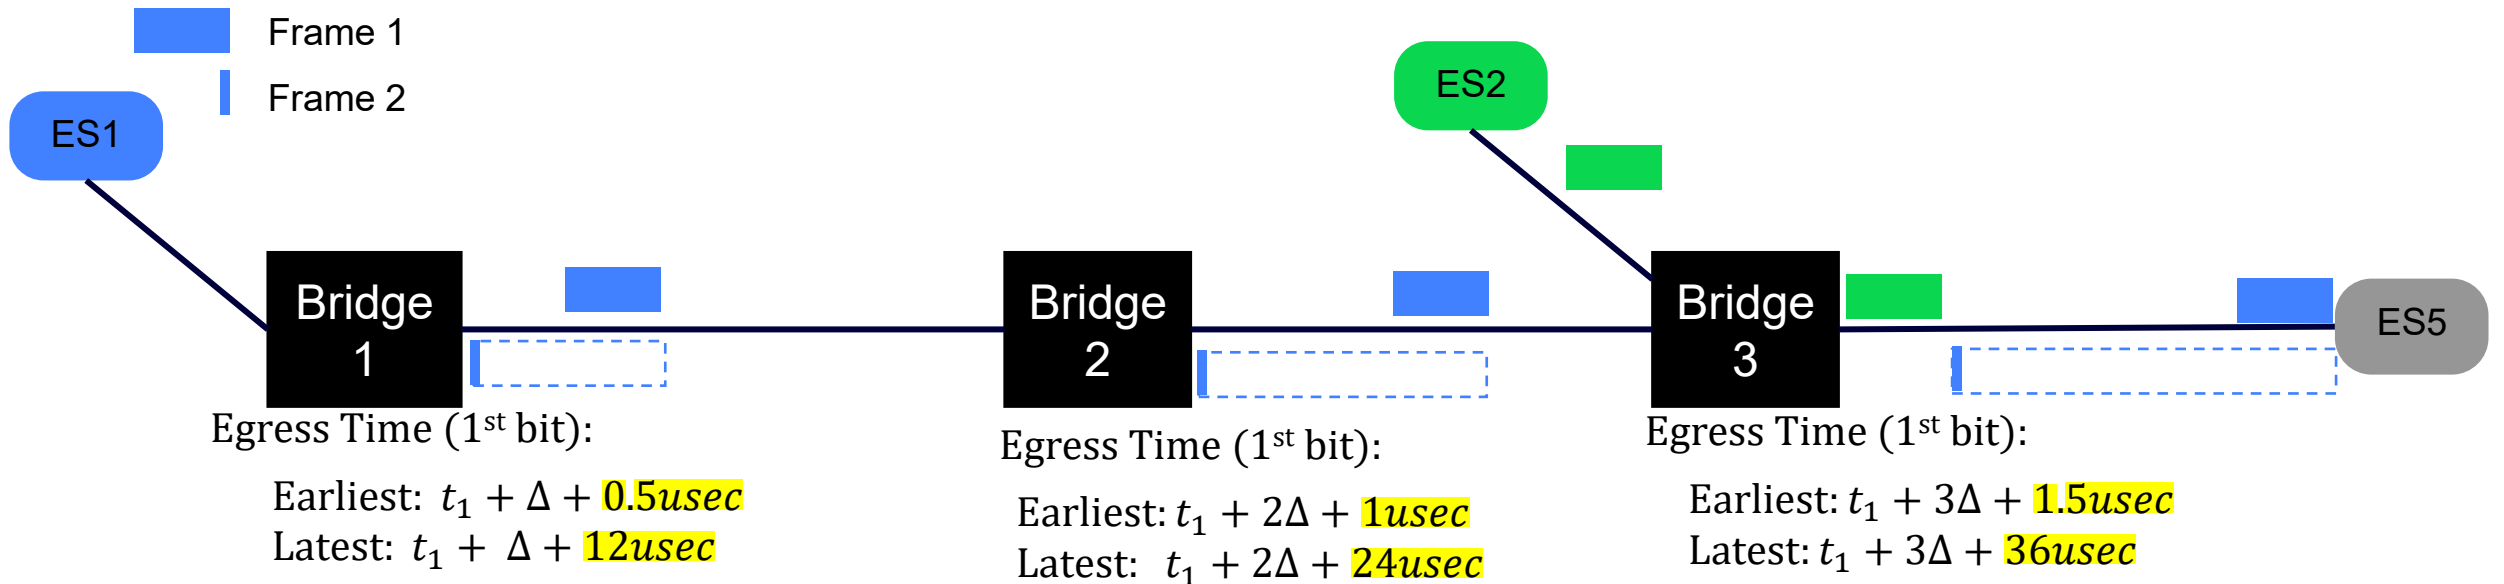 Frame 1
Frame 2
ES1
ES2
Bridge
1
Bridge
2
Bridge
3
ES5
Egress Time (1st bit):
Earliest: t₁ + Δ + 0.5usec
Latest: t₁ + Δ + 12usec
Egress Time (1st bit):
Earliest: t₁ + 2Δ + 1usec
Latest: t₁ + 2Δ + 24usec
Egress Time (1st bit):
Earliest: t₁ + 3Δ + 1.5usec
Latest: t₁ + 3Δ + 36usec